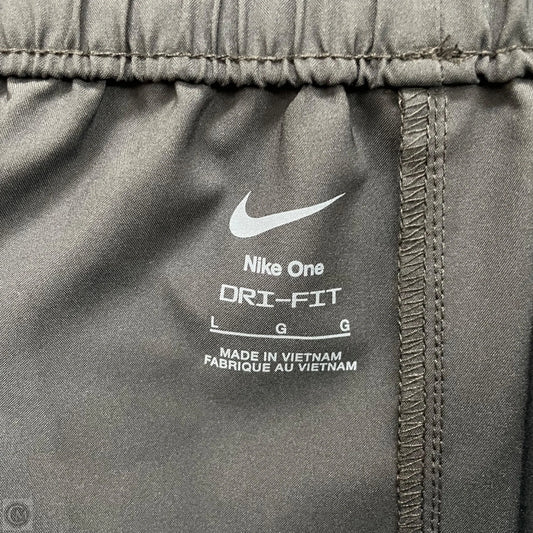 Nike One
DRI-FIT
L G G
MADE IN VIETNAM
FABRIQUE AU VIETNAM